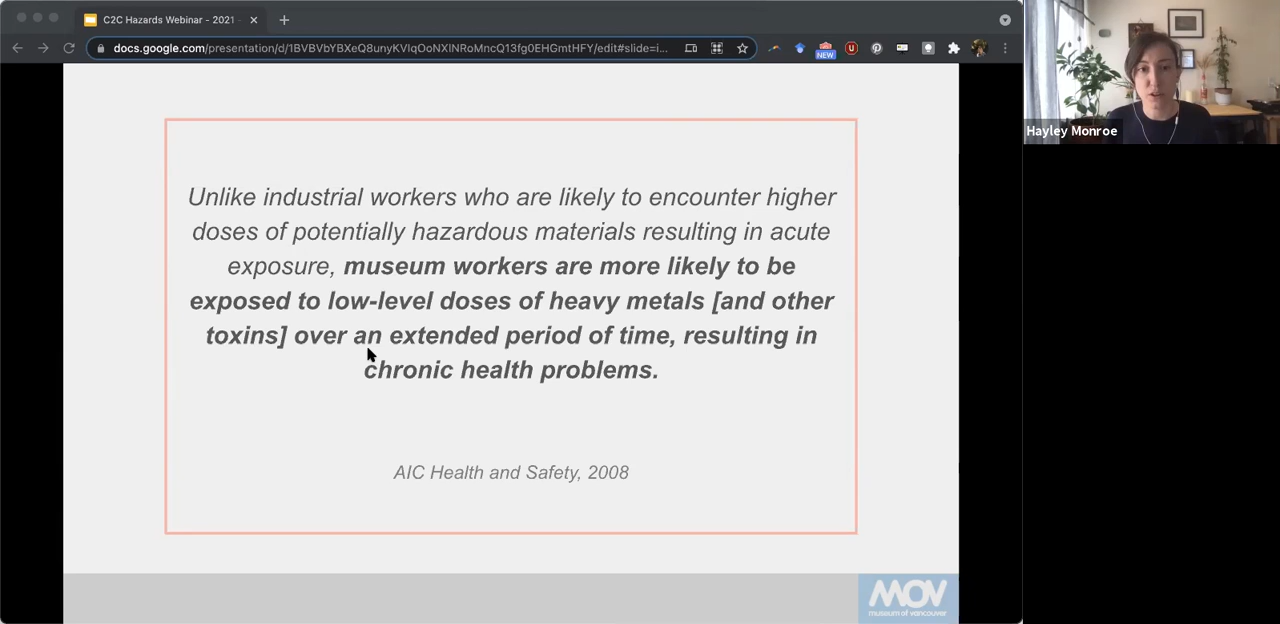 C2C Hazards Webinar - 2021 -
docs.google.com/presentation/d/1BVBVbYBXeQ8unyKVIqOoNXlNRoMncQ13fg0EHGmtHFY/edit#slide=i...
NEW
Hayley Monroe
Unlike industrial workers who are likely to encounter higher
doses of potentially hazardous materials resulting in acute
exposure, museum workers are more likely to be
exposed to low-level doses of heavy metals [and other
toxins] over an extended period of time, resulting in
chronic health problems.
AIC Health and Safety, 2008
MOV
museum of vancouver